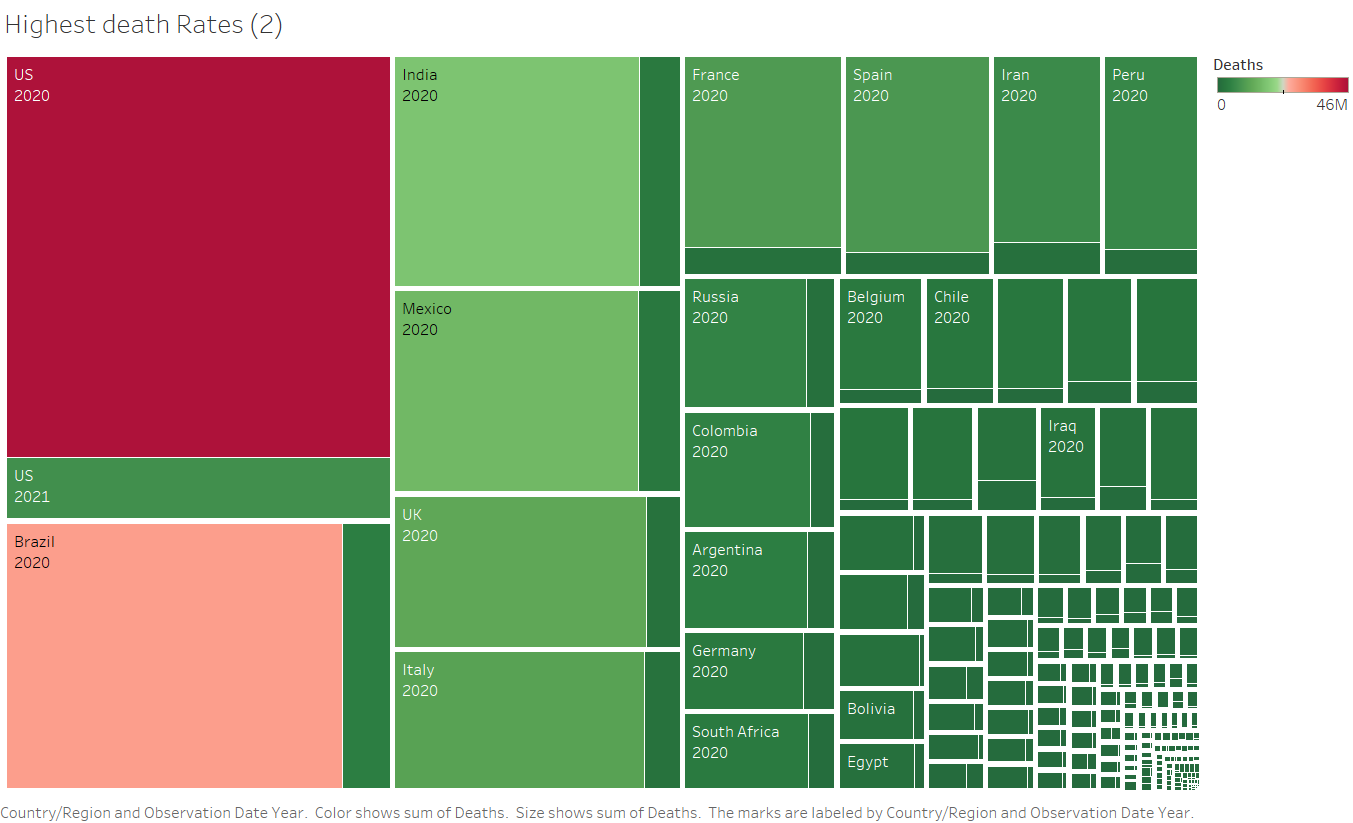 Highest death Rates (2)
US
2020
US
2021
Brazil
2020
India
2020
Mexico
2020
UK
2020
Italy
2020
France
2020
Spain
2020
Iran
2020
Peru
2020
Russia
2020
Colombia
2020
Argentina
2020
Germany
2020
South Africa
2020
Belgium
2020
Chile
2020
Iraq
2020
Bolivia
Egypt
Deaths
0 46M
Country/Region and Observation Date Year.  Color shows sum of Deaths.  Size shows sum of Deaths.  The marks are labeled by Country/Region and Observation Date Year.